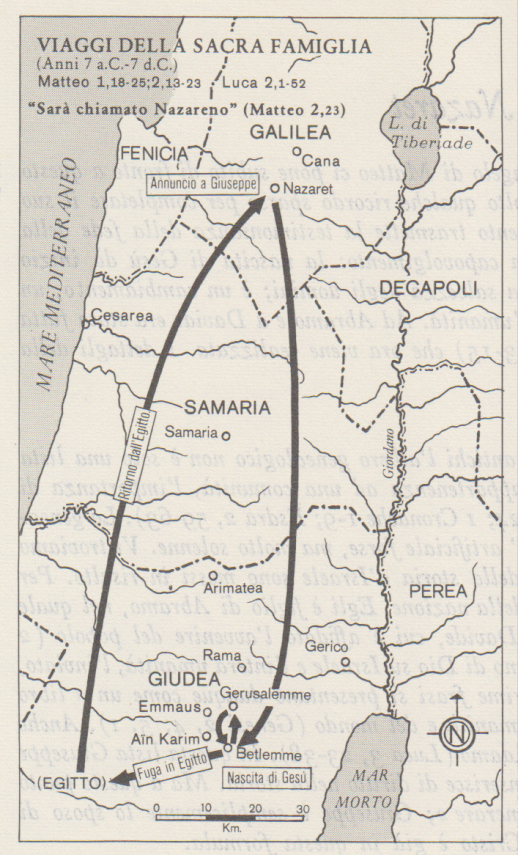 VIAGGI DELLA SACRA FAMIGLIA
(Anni 7 a.C.-7 d.C.)
Matteo 1,18-25;2,13-23 Luca 2,1-52
"Sarà chiamato Nazareno" (Matteo 2,23)
GALILEA
L. di
Tiberiade
FENICIA
Cana
Annuncio a Giuseppe
Nazaret
MARE MEDITERRANEO
DECAPOLI
Cesarea
SAMARIA
Samaria
Ritorno dall'Egitto
Giordano
Arimatea
PEREA
Rama
Gerico
GIUDEA
Gerusalemme
Emmaus
Ain Karim
Betlemme
N
Fuga in Egitto
Nascita di Gesù
(EGITTO)
MAR
MORTO
0 10 20 30
Km.